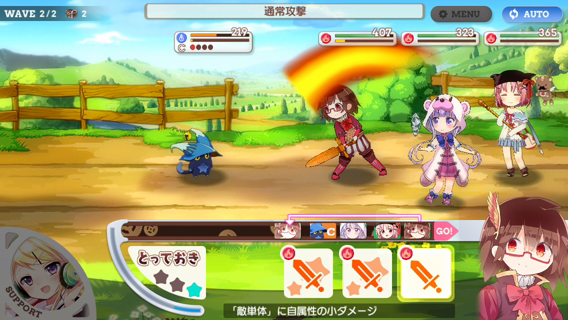 WAVE 2/2 2
通常攻撃
MENU
AUTO
219
C
407
323
365
C
GO!
とっておき
SUPPORT
「敵単体」に自属性の小ダメージ